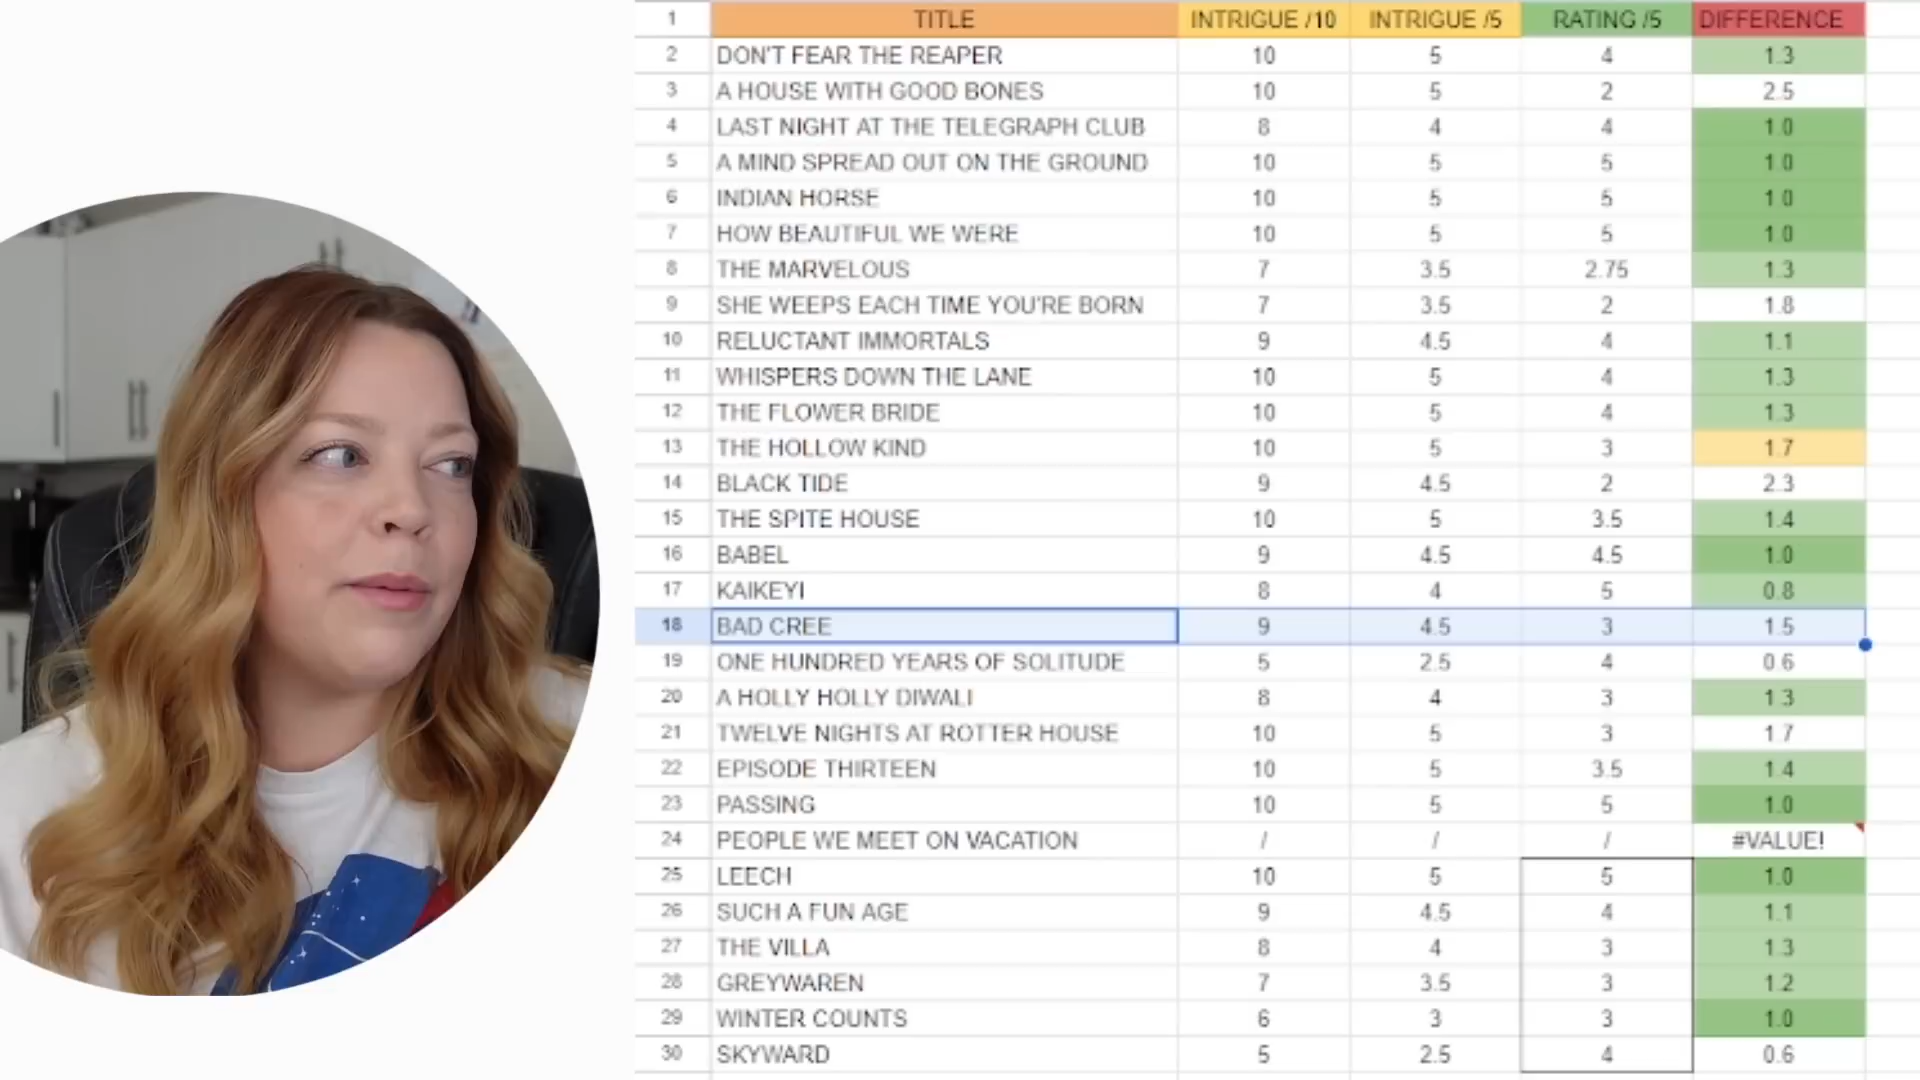 1 TITLE INTRIGUE /10 INTRIGUE /5 RATING /5 DIFFERENCE
2 DON'T FEAR THE REAPER 10 5 4 1.3
3 A HOUSE WITH GOOD BONES 10 5 2 2.5
4 LAST NIGHT AT THE TELEGRAPH CLUB 8 4 4 1.0
5 A MIND SPREAD OUT ON THE GROUND 10 5 5 1.0
6 INDIAN HORSE 10 5 5 1.0
7 HOW BEAUTIFUL WE WERE 10 5 5 1.0
8 THE MARVELOUS 7 3.5 2.75 1.3
9 SHE WEEPS EACH TIME YOU'RE BORN 7 3.5 2 1.8
10 RELUCTANT IMMORTALS 9 4.5 4 1.1
11 WHISPERS DOWN THE LANE 10 5 4 1.3
12 THE FLOWER BRIDE 10 5 4 1.3
13 THE HOLLOW KIND 10 5 3 1.7
14 BLACK TIDE 9 4.5 2 2.3
15 THE SPITE HOUSE 10 5 3.5 1.4
16 BABEL 9 4.5 4.5 1.0
17 KAIKEYI 8 4 5 0.8
18 BAD CREE 9 4.5 3 1.5
19 ONE HUNDRED YEARS OF SOLITUDE 5 2.5 4 0.6
20 A HOLLY HOLLY DIWALI 8 4 3 1.3
21 TWELVE NIGHTS AT ROTTER HOUSE 10 5 3 1.7
22 EPISODE THIRTEEN 10 5 3.5 1.4
23 PASSING 10 5 5 1.0
24 PEOPLE WE MEET ON VACATION / / / #VALUE!
25 LEECH 10 5 5 1.0
26 SUCH A FUN AGE 9 4.5 4 1.1
27 THE VILLA 8 4 3 1.3
28 GREYWAREN 7 3.5 3 1.2
29 WINTER COUNTS 6 3 3 1.0
30 SKYWARD 5 2.5 4 0.6